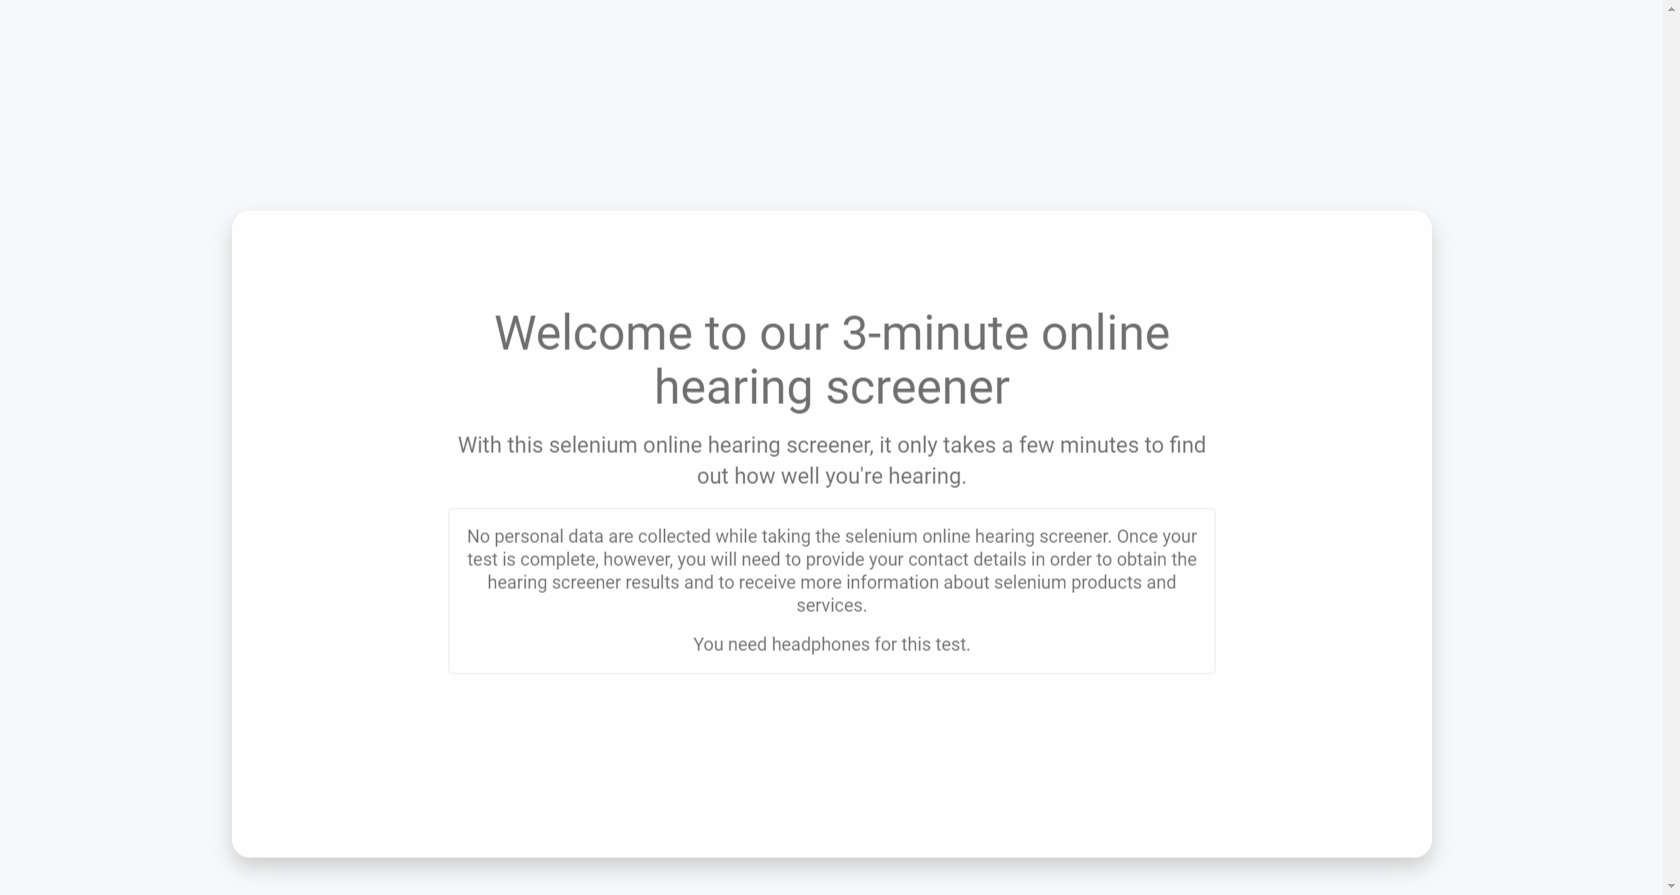 Welcome to our 3-minute online
hearing screener
With this selenium online hearing screener, it only takes a few minutes to find
out how well you're hearing.
No personal data are collected while taking the selenium online hearing screener. Once your
test is complete, however, you will need to provide your contact details in order to obtain the
hearing screener results and to receive more information about selenium products and
services.
You need headphones for this test.